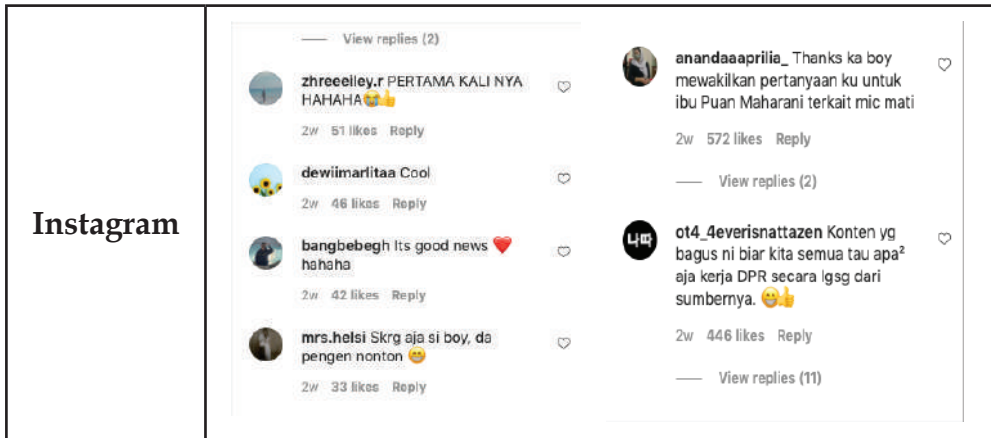 Instagram
View replies (2)
zhreeelley.r PERTAMA KALI NYA
HAHAHA😭👍
2w 51 likes Reply
dewiimarlitaa Cool
2w 46 likes Reply
bangbebegh Its good news ❤️
hahaha
2w 42 likes Reply
mrs.helsi Skrg aja si boy, da
pengen nonton 😁
2w 33 likes Reply
anandaaaprilia_ Thanks ka boy
mewakilkan pertanyaan ku untuk
ibu Puan Maharani terkait mic mati
2w 572 likes Reply
View replies (2)
ot4_4everisnattazen Konten yg
bagus ni biar kita semua tau apa²
aja kerja DPR secara lgsg dari
sumbernya. 😁👍
2w 446 likes Reply
View replies (11)